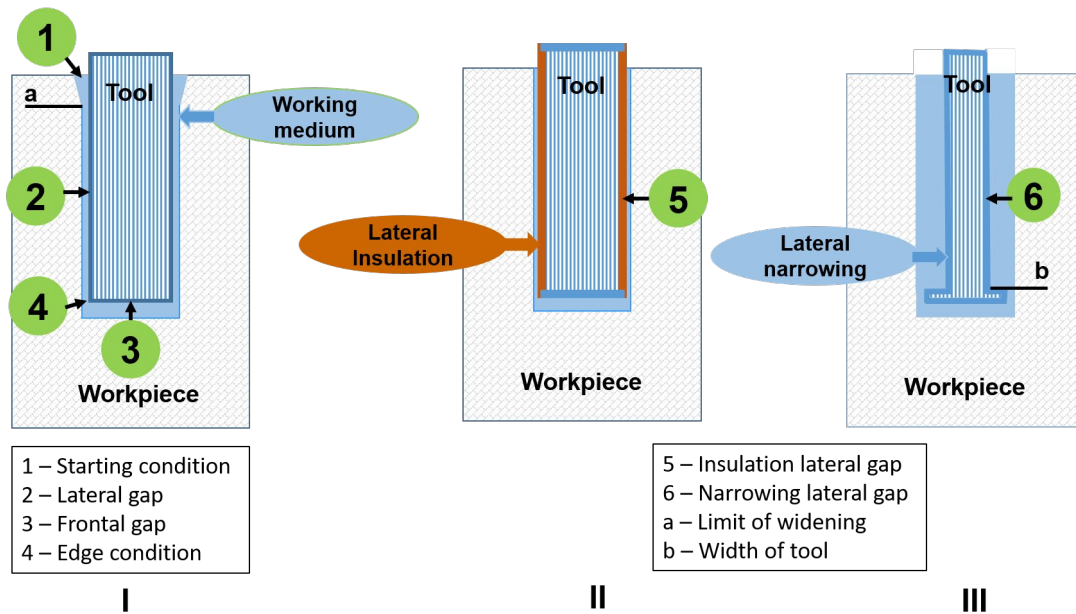 1
a
Tool
Working
medium
2
4
3
Workpiece
Tool
5
Lateral
Insulation
Workpiece
Tool
6
Lateral
narrowing
b
Workpiece
1 – Starting condition
2 – Lateral gap
3 – Frontal gap
4 – Edge condition
5 – Insulation lateral gap
6 – Narrowing lateral gap
a – Limit of widening
b – Width of tool
I
II
III